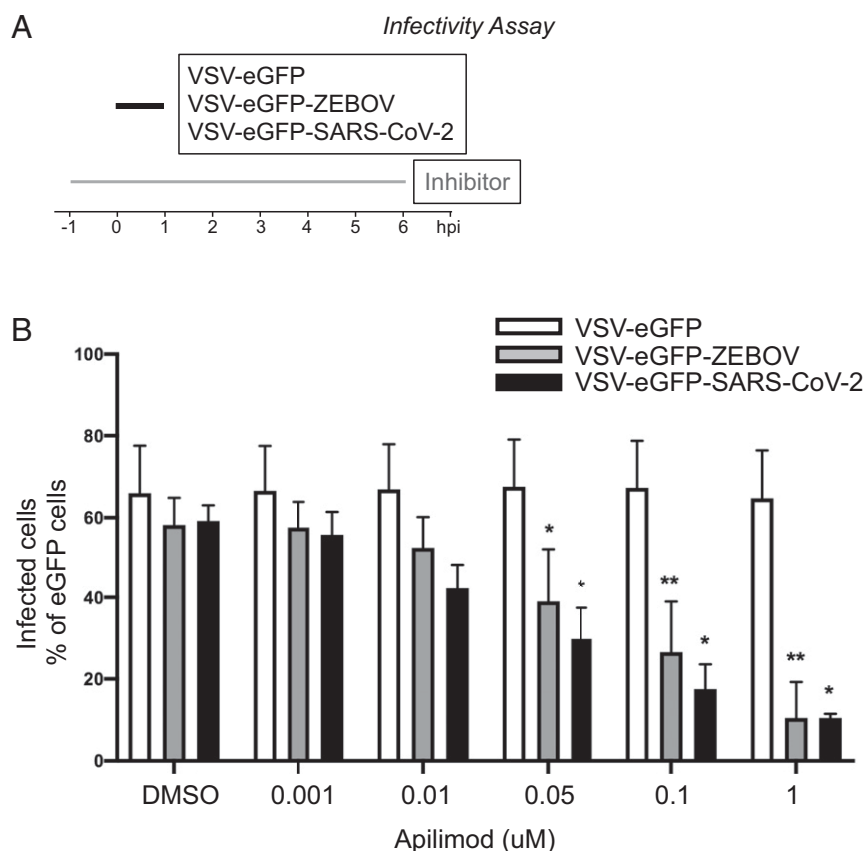 A
Infectivity Assay
VSV-eGFP
VSV-eGFP-ZEBOV
VSV-eGFP-SARS-CoV-2
Inhibitor
-1 0 1 2 3 4 5 6 hpi
B
VSV-eGFP
VSV-eGFP-ZEBOV
VSV-eGFP-SARS-CoV-2
Infected cells
% of eGFP cells
100
80
60
40
20
0
* *
** *
** *
DMSO 0.001 0.01 0.05 0.1 1
Apilimod (uM)